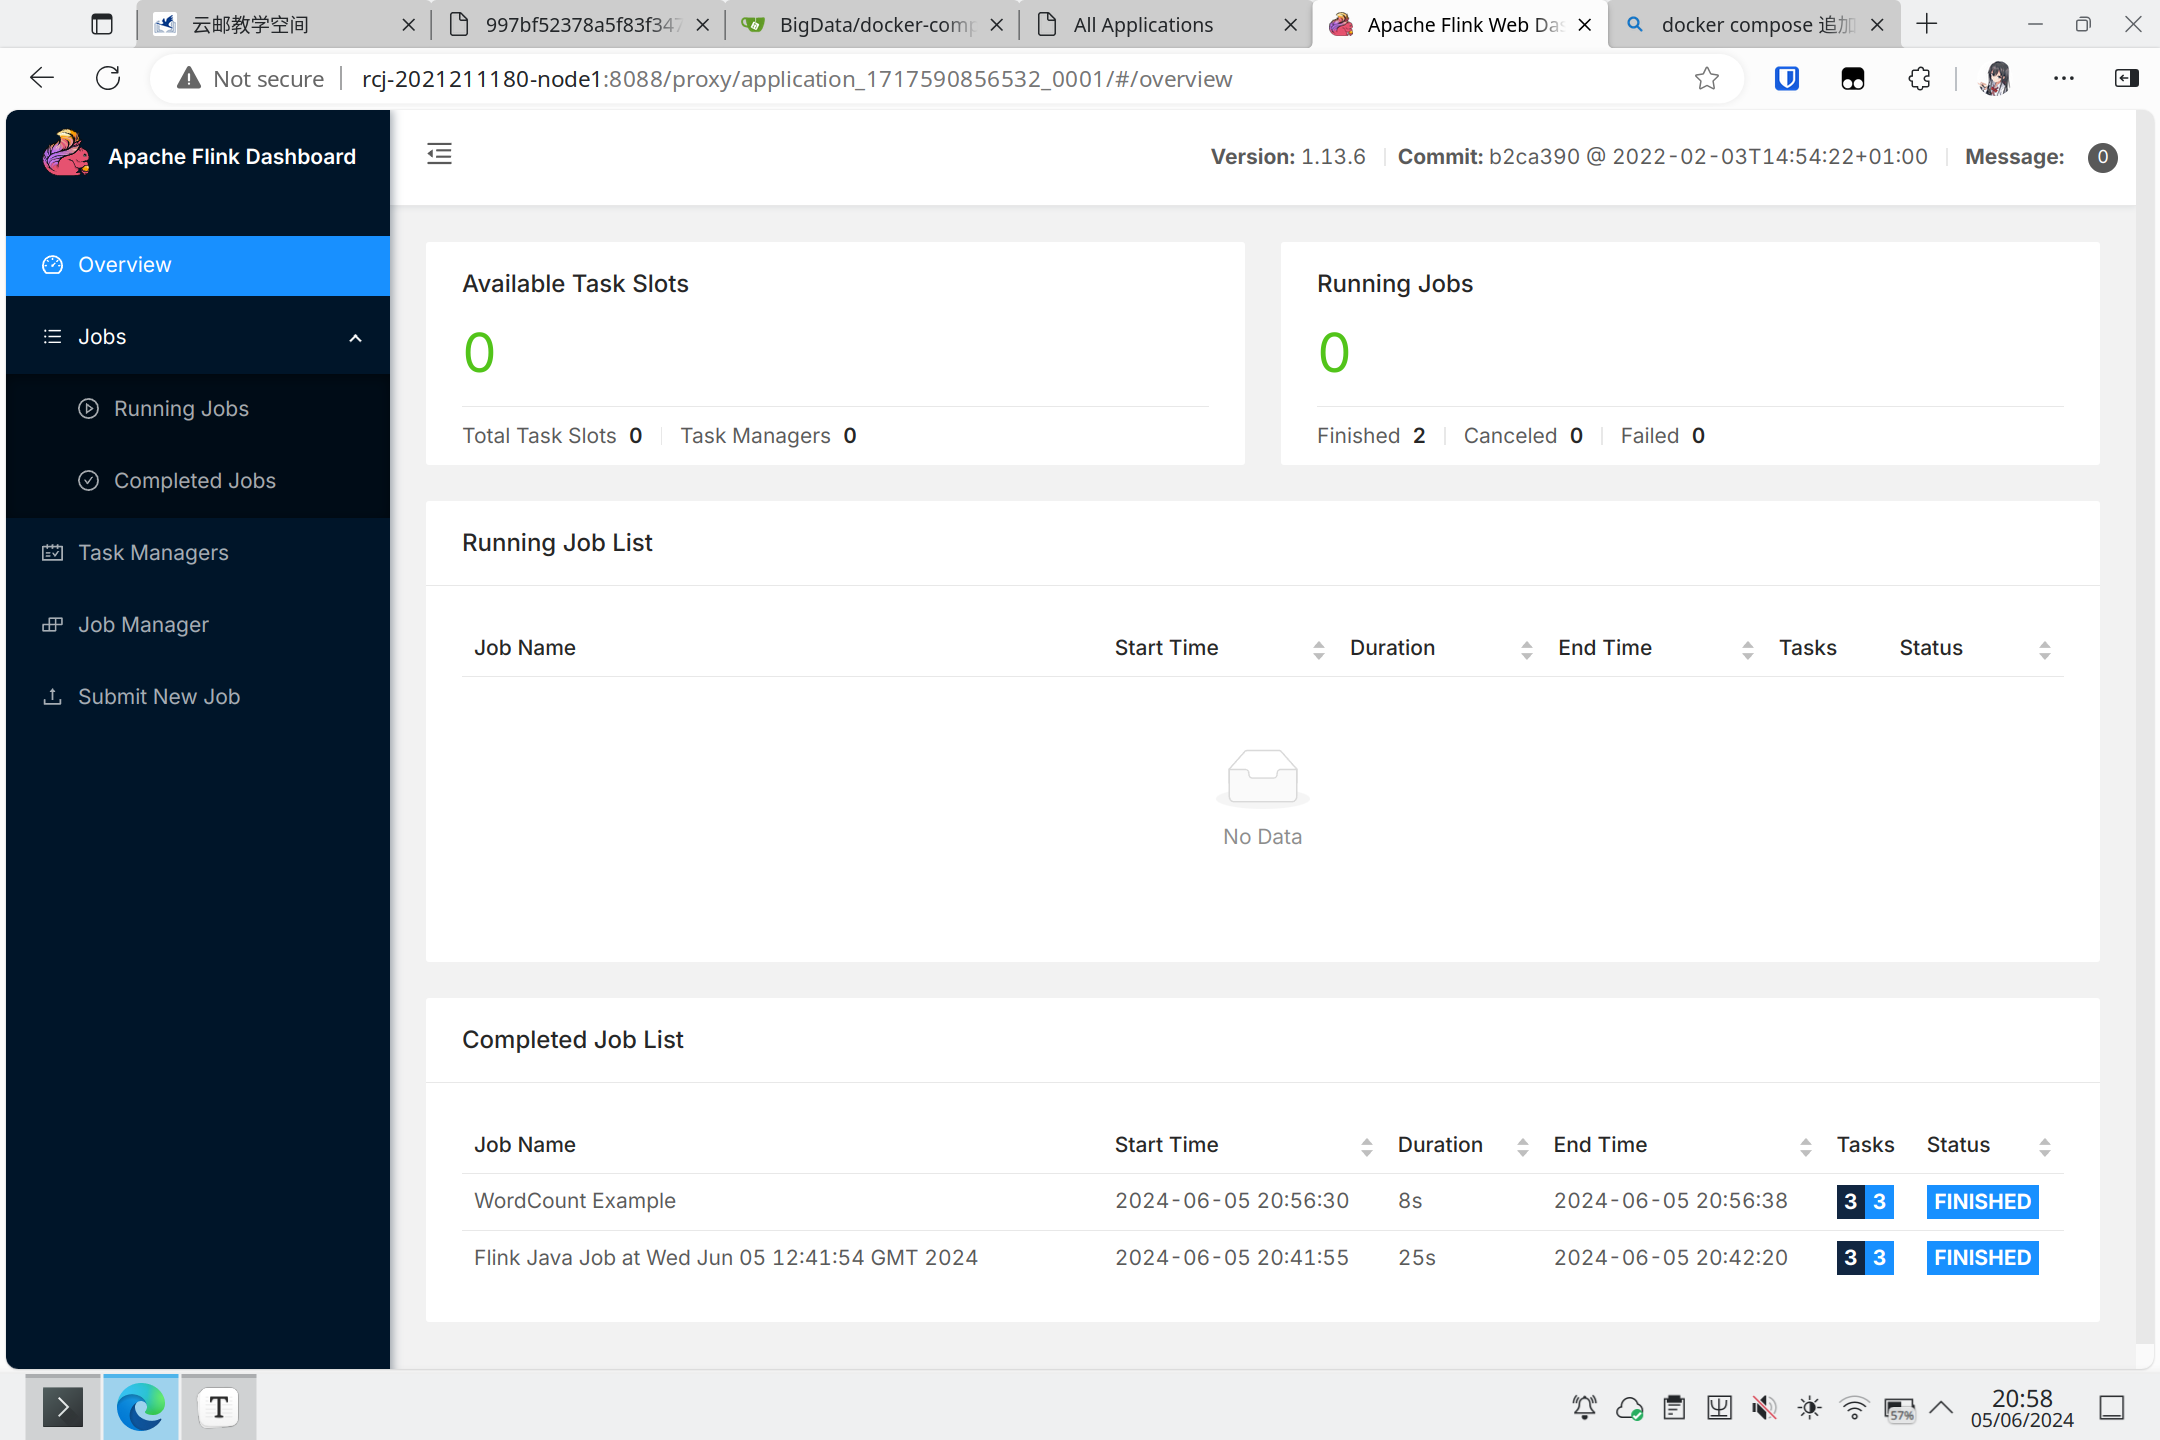 云邮教学空间
997bf52378a5f83f347
BigData/docker-comp
All Applications
Apache Flink Web Das
docker compose 追加
Not secure
rcj-2021211180-node1:8088/proxy/application_1717590856532_0001/#/overview
Apache Flink Dashboard
Version: 1.13.6
Commit: b2ca390 @ 2022-02-03T14:54:22+01:00
Message: 0
Overview
Jobs
Running Jobs
Completed Jobs
Task Managers
Job Manager
Submit New Job
Available Task Slots
0
Total Task Slots 0
Task Managers 0
Running Jobs
0
Finished 2
Canceled 0
Failed 0
Running Job List
Job Name Start Time Duration End Time Tasks Status
No Data
Completed Job List
Job Name Start Time Duration End Time Tasks Status
WordCount Example 2024-06-05 20:56:30 8s 2024-06-05 20:56:38 3 3 FINISHED
Flink Java Job at Wed Jun 05 12:41:54 GMT 2024 2024-06-05 20:41:55 25s 2024-06-05 20:42:20 3 3 FINISHED
T
57%
20:58
05/06/2024